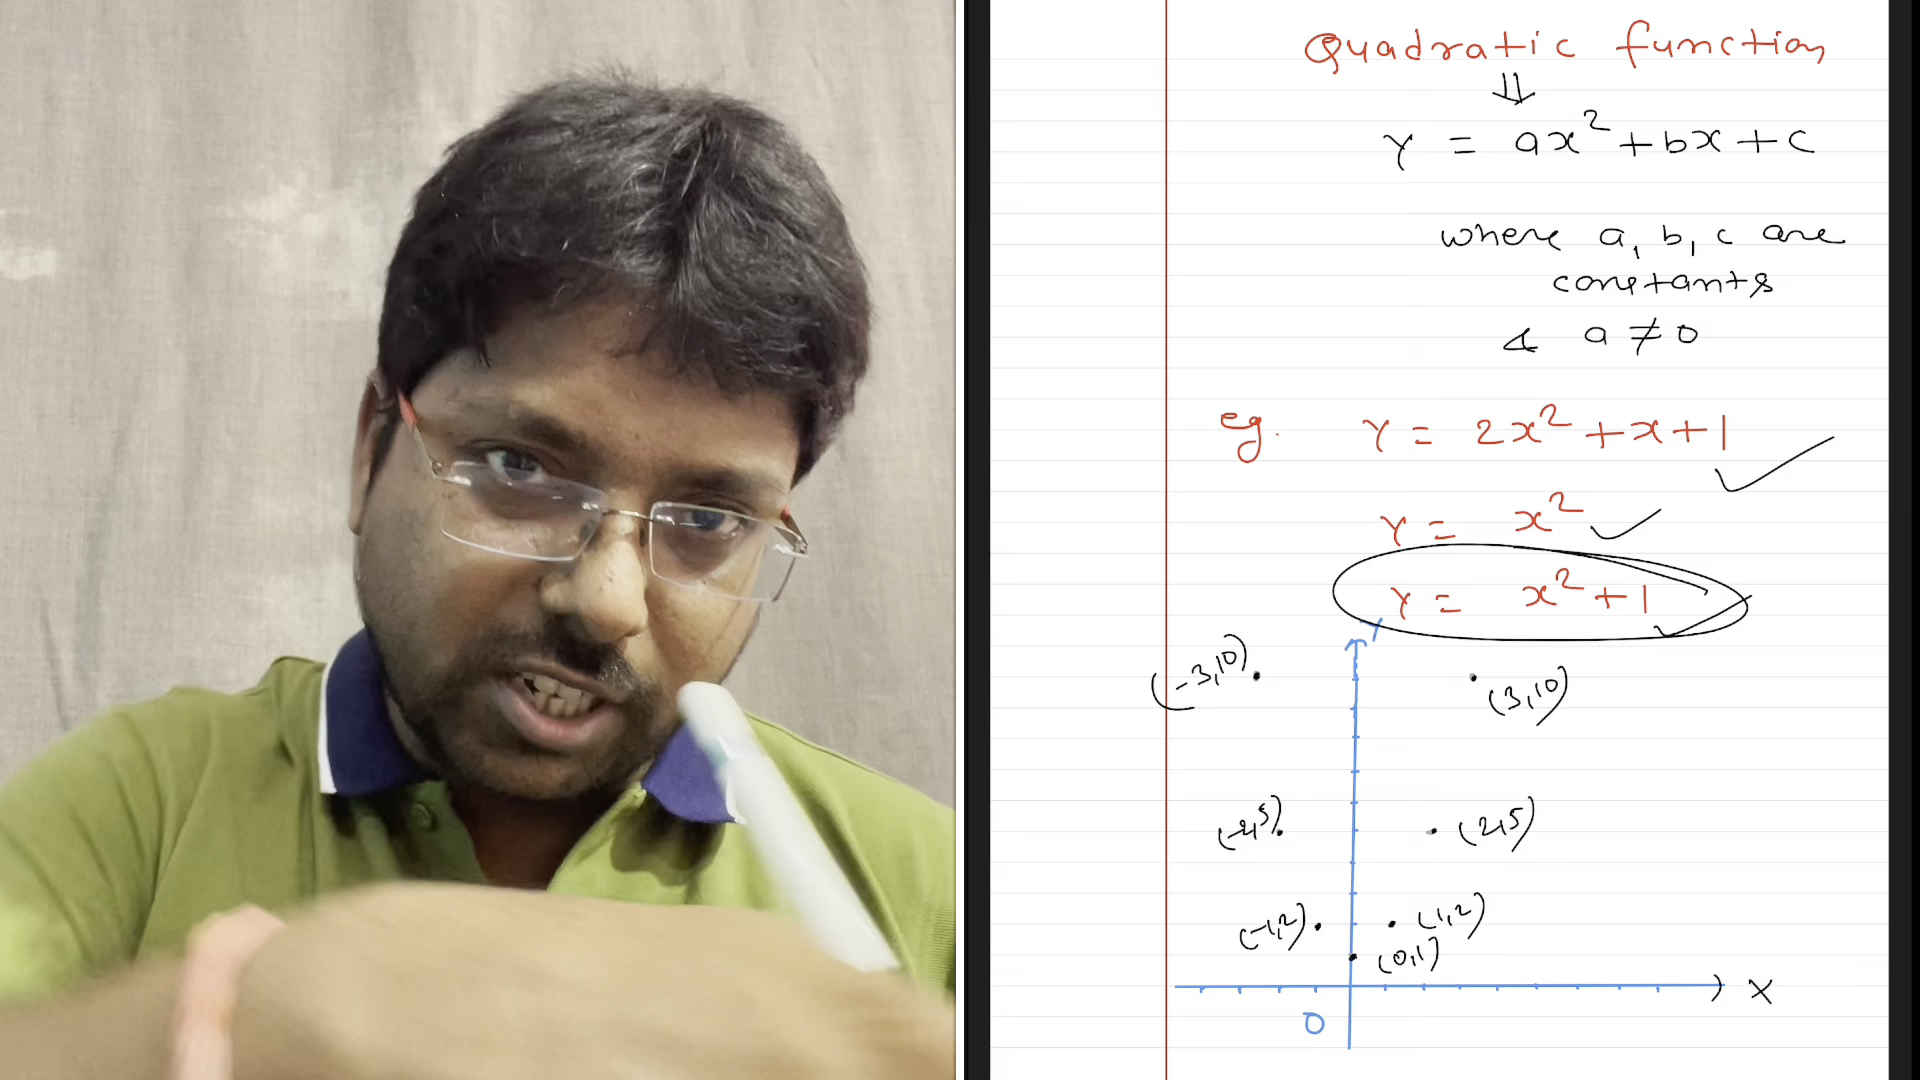 Quadratic function
⇓
Y = ax² + bx + c
where a, b, c are
constants
& a ≠ 0
eg. Y = 2x² + x + 1
Y = x²
Y = x² + 1
Y
(-3,10) (3,10)
(-2,5) (2,5)
(-1,2) (1,2)
(0,1)
X
O